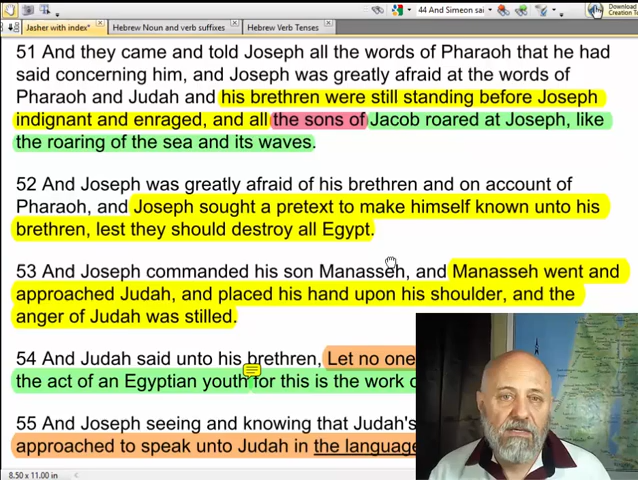 44 And Simeon sai
Download
Creation To
Jasher with index*
Hebrew Noun and verb suffixes
Hebrew Verb Tenses
51 And they came and told Joseph all the words of Pharaoh that he had
said concerning him, and Joseph was greatly afraid at the words of
Pharaoh and Judah and his brethren were still standing before Joseph
indignant and enraged, and all the sons of Jacob roared at Joseph, like
the roaring of the sea and its waves.
52 And Joseph was greatly afraid of his brethren and on account of
Pharaoh, and Joseph sought a pretext to make himself known unto his
brethren, lest they should destroy all Egypt.
53 And Joseph commanded his son Manasseh, and Manasseh went and
approached Judah, and placed his hand upon his shoulder, and the
anger of Judah was stilled.
54 And Judah said unto his brethren, Let no one
the act of an Egyptian youth for this is the work
55 And Joseph seeing and knowing that Judah's
approached to speak unto Judah in the language
8.50 x 11.00 in